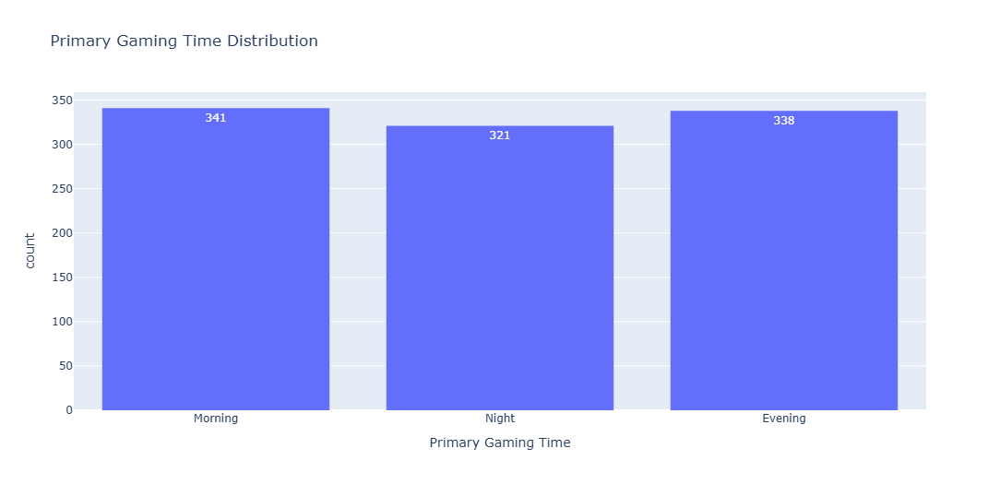 Primary Gaming Time Distribution
350
300
250
200
150
100
50
0
count
341
321
338
Morning
Night
Evening
Primary Gaming Time